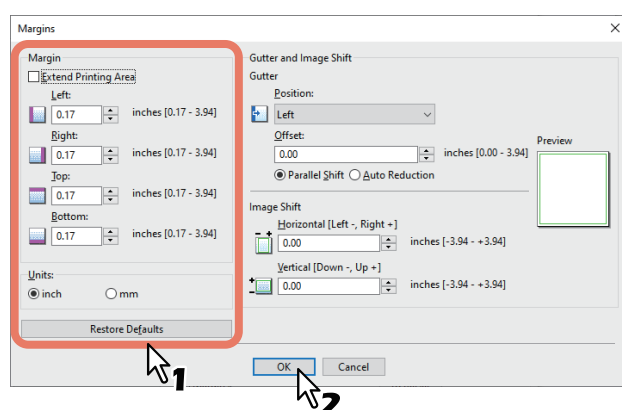 Margins
Margin
Extend Printing Area
Left:
0.17 inches [0.17 - 3.94]
Right:
0.17 inches [0.17 - 3.94]
Top:
0.17 inches [0.17 - 3.94]
Bottom:
0.17 inches [0.17 - 3.94]
Units:
inch mm
Restore Defaults
1
Gutter and Image Shift
Gutter
Position:
Left
Offset:
0.00 inches [0.00 - 3.94]
Parallel Shift Auto Reduction
Preview
Image Shift
Horizontal [Left -, Right +]
0.00 inches [-3.94 - +3.94]
Vertical [Down -, Up +]
0.00 inches [-3.94 - +3.94]
OK Cancel
2